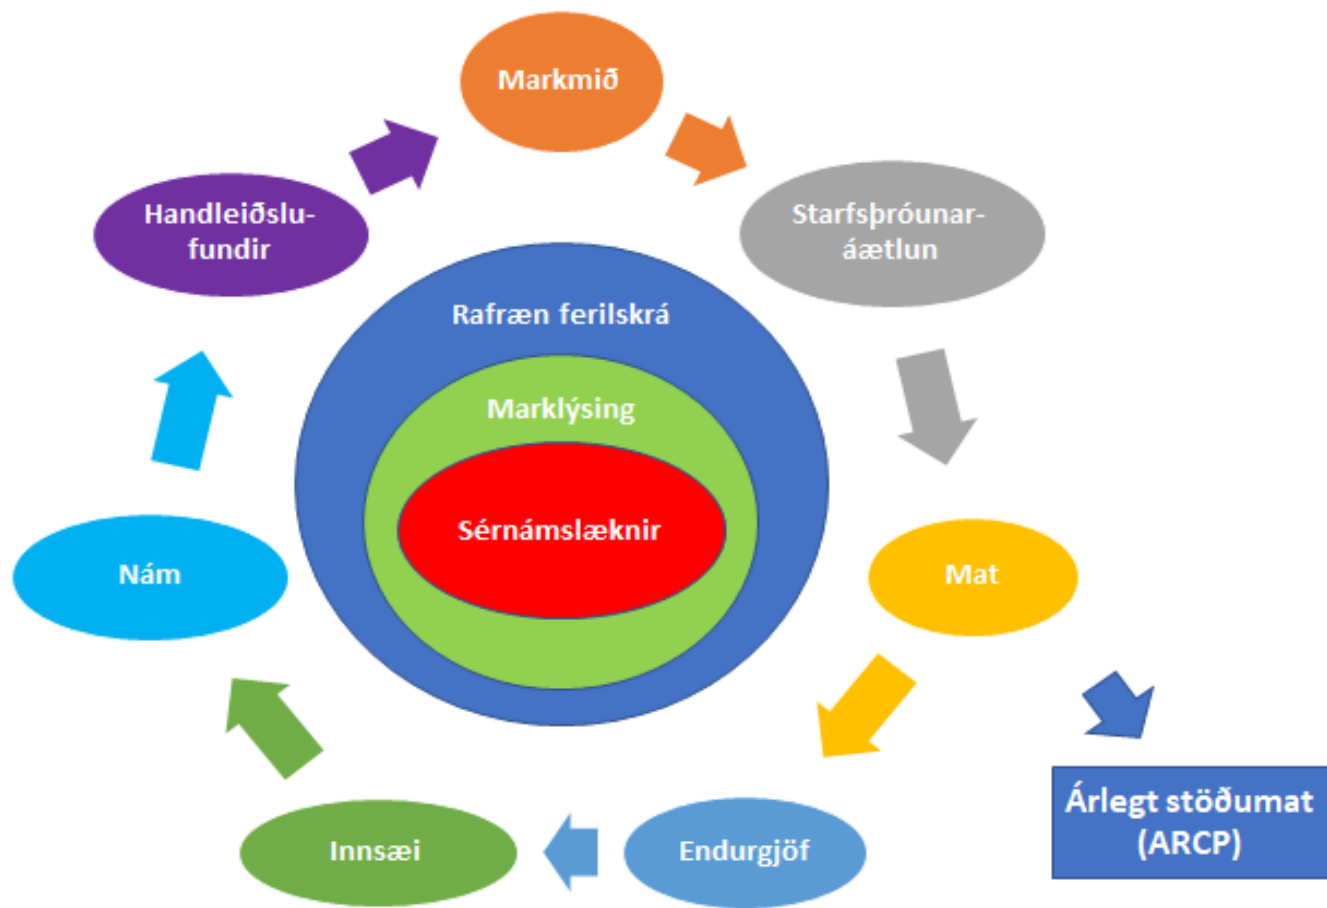 Markmið
Handleiðslu-
fundir
Starfsþróunar-
áætlun
Rafræn ferilskrá
Marklýsing
Sérnámslæknir
Nám
Mat
Árlegt stöðumat
(ARCP)
Innsæi
Endurgjöf